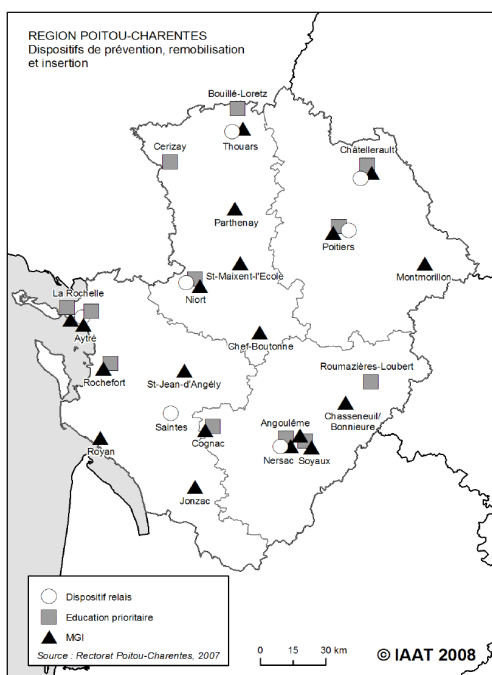 REGION POITOU-CHARENTES
Dispositifs de prévention, remobilisation
et insertion
Bouillé-Loretz
Thouars
Cerizay
Châtellerault
Parthenay
Poitiers
St-Maixent-l'Ecole
Montmorillon
Niort
La Rochelle
Aytré
Chef-Boutonne
Rochefort
St-Jean-d'Angély
Roumazières-Loubert
Chasseneuil/
Bonnieure
Saintes
Cognac
Angoulême
Royan
Nersac
Soyaux
Jonzac
Dispositif relais
Education prioritaire
MGI
Source : Rectorat Poitou-Charentes, 2007
0 15 30 km
© IAAT 2008